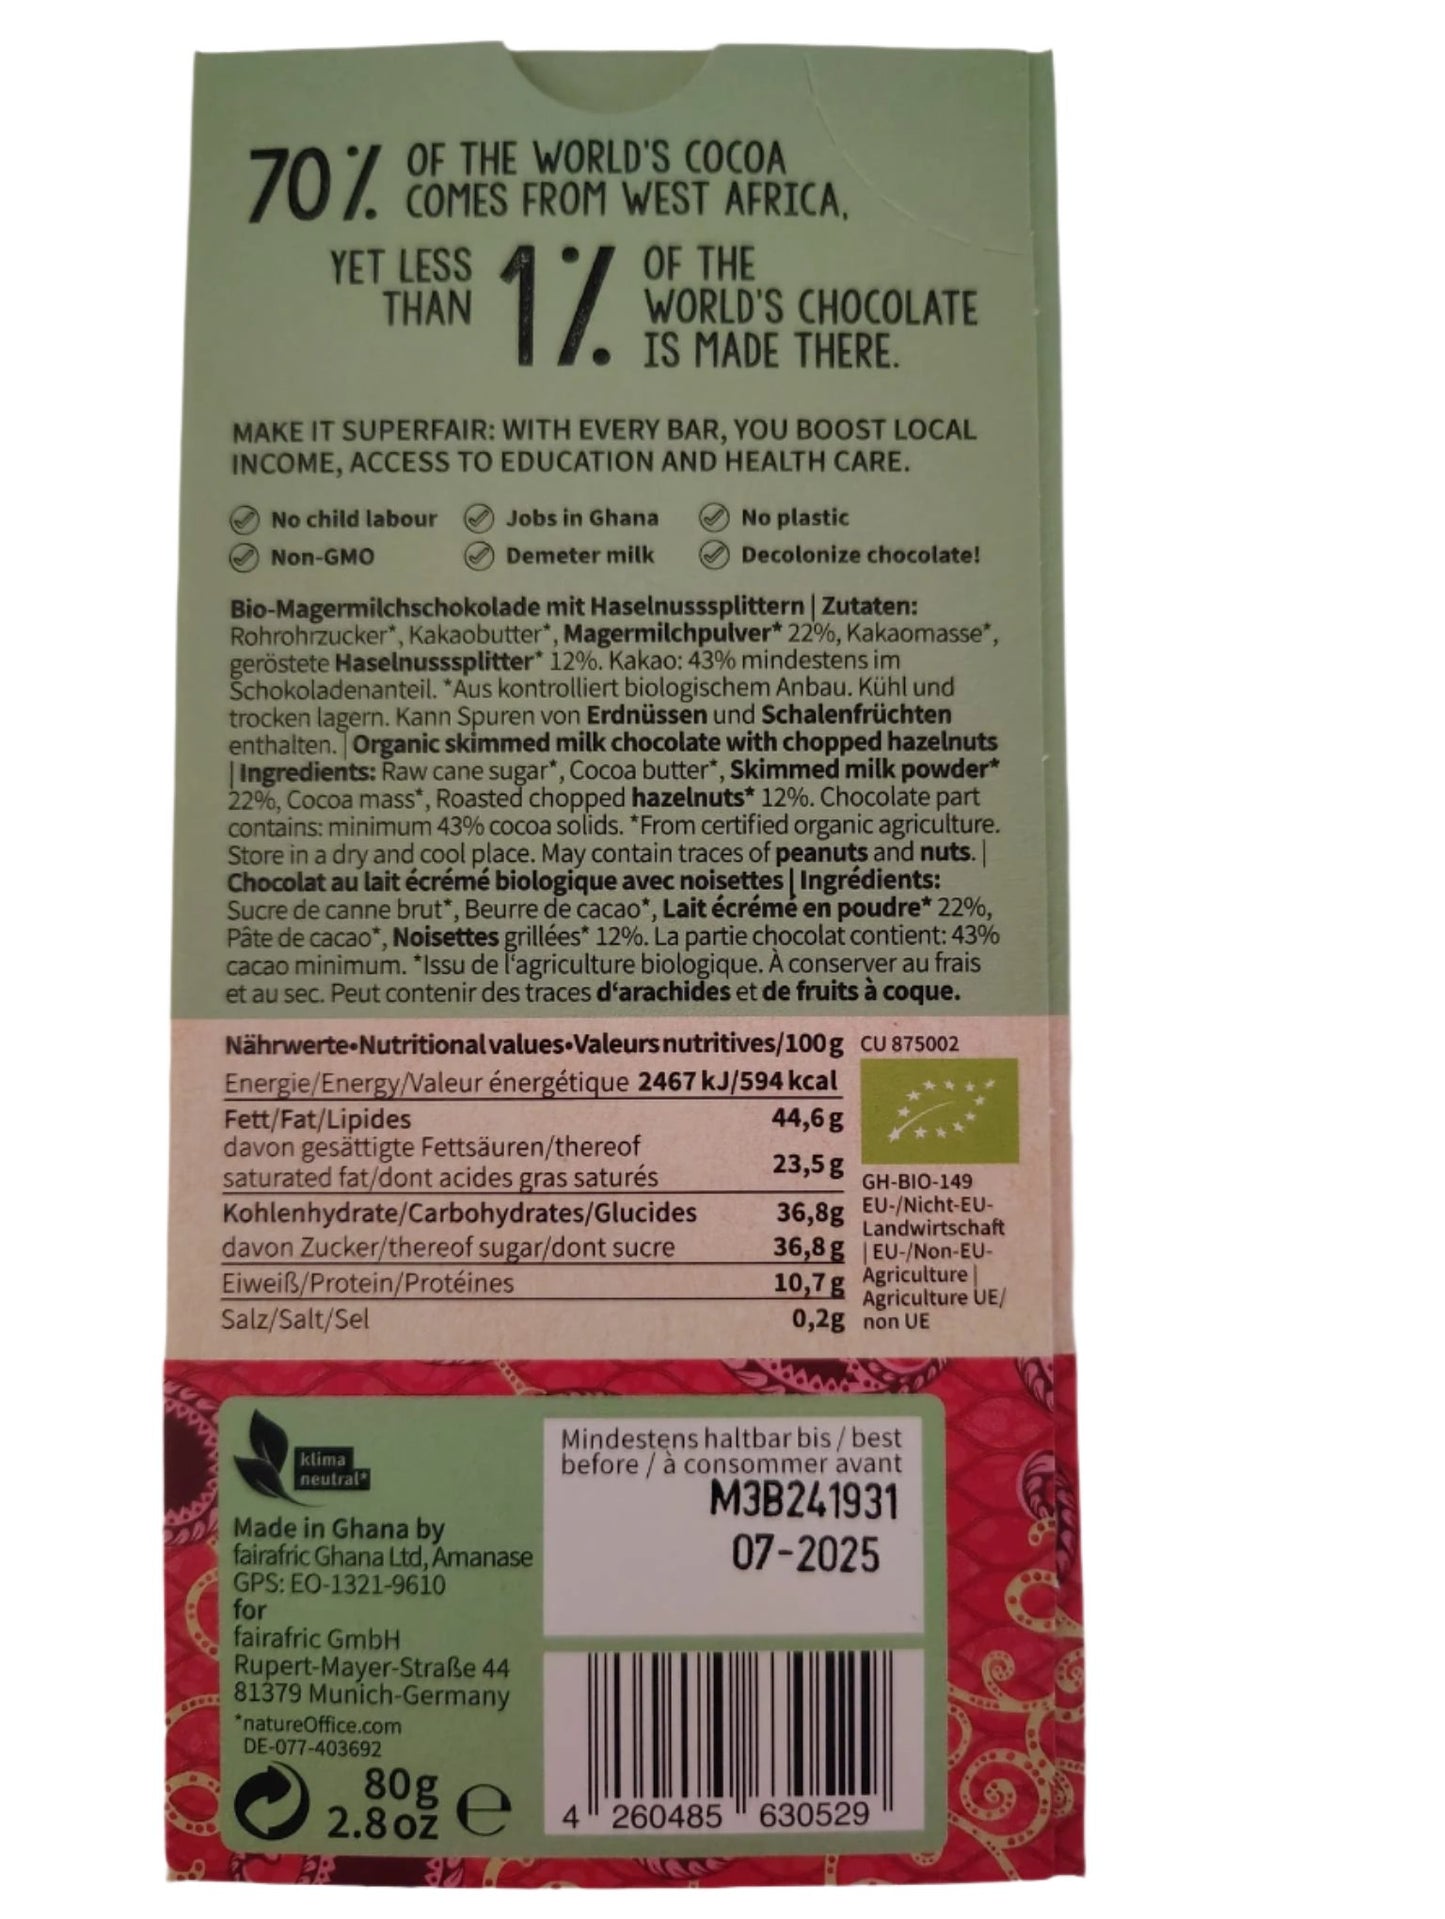 70% OF THE WORLD'S COCOA
COMES FROM WEST AFRICA,
YET LESS
THAN 1% OF THE
WORLD'S CHOCOLATE
IS MADE THERE.
MAKE IT SUPERFAIR: WITH EVERY BAR, YOU BOOST LOCAL
INCOME, ACCESS TO EDUCATION AND HEALTH CARE.
No child labour Jobs in Ghana No plastic
Non-GMO Demeter milk Decolonize chocolate!
Bio-Magermilchschokolade mit Haselnusssplittern | Zutaten:
Rohrohrzucker*, Kakaobutter*, Magermilchpulver* 22%, Kakaomasse*,
geröstete Haselnusssplitter* 12%. Kakao: 43% mindestens im
Schokoladenanteil. *Aus kontrolliert biologischem Anbau. Kühl und
trocken lagern. Kann Spuren von Erdnüssen und Schalenfrüchten
enthalten. | Organic skimmed milk chocolate with chopped hazelnuts
| Ingredients: Raw cane sugar*, Cocoa butter*, Skimmed milk powder*
22%, Cocoa mass*, Roasted chopped hazelnuts* 12%. Chocolate part
contains: minimum 43% cocoa solids. *From certified organic agriculture.
Store in a dry and cool place. May contain traces of peanuts and nuts. |
Chocolat au lait écrémé biologique avec noisettes | Ingrédients:
Sucre de canne brut*, Beurre de cacao*, Lait écrémé en poudre* 22%,
Pâte de cacao*, Noisettes grillées* 12%. La partie chocolat contient: 43%
cacao minimum. *Issu de l‘agriculture biologique. À conserver au frais
et au sec. Peut contenir des traces d‘arachides et de fruits à coque.
Nährwerte•Nutritional values•Valeurs nutritives/100g
Energie/Energy/Valeur énergétique 2467 kJ/594 kcal
Fett/Fat/Lipides 44,6 g
davon gesättigte Fettsäuren/thereof
saturated fat/dont acides gras saturés 23,5 g
Kohlenhydrate/Carbohydrates/Glucides 36,8g
davon Zucker/thereof sugar/dont sucre 36,8 g
Eiweiß/Protein/Protéines 10,7 g
Salz/Salt/Sel 0,2g
CU 875002
GH-BIO-149
EU-/Nicht-EU-
Landwirtschaft
| EU-/Non-EU-
Agriculture |
Agriculture UE/
non UE
klima
neutral*
Made in Ghana by
fairafric Ghana Ltd, Amanase
GPS: EO-1321-9610
for
fairafric GmbH
Rupert-Mayer-Straße 44
81379 Munich-Germany
*natureOffice.com
DE-077-403692
80g
2.8 oz
e
Mindestens haltbar bis / best
before / à consommer avant
M3B241931
07-2025
4 260485 630529